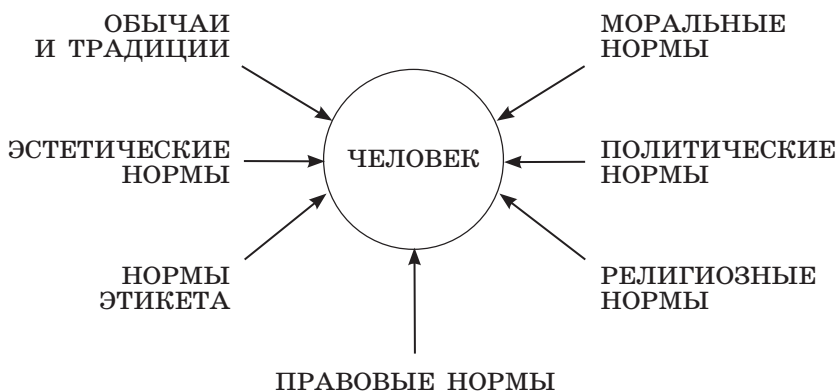 ОБЫЧАИ
И ТРАДИЦИИ
МОРАЛЬНЫЕ
НОРМЫ
ЭСТЕТИЧЕСКИЕ
НОРМЫ
ЧЕЛОВЕК
ПОЛИТИЧЕСКИЕ
НОРМЫ
НОРМЫ
ЭТИКЕТА
РЕЛИГИОЗНЫЕ
НОРМЫ
ПРАВОВЫЕ НОРМЫ